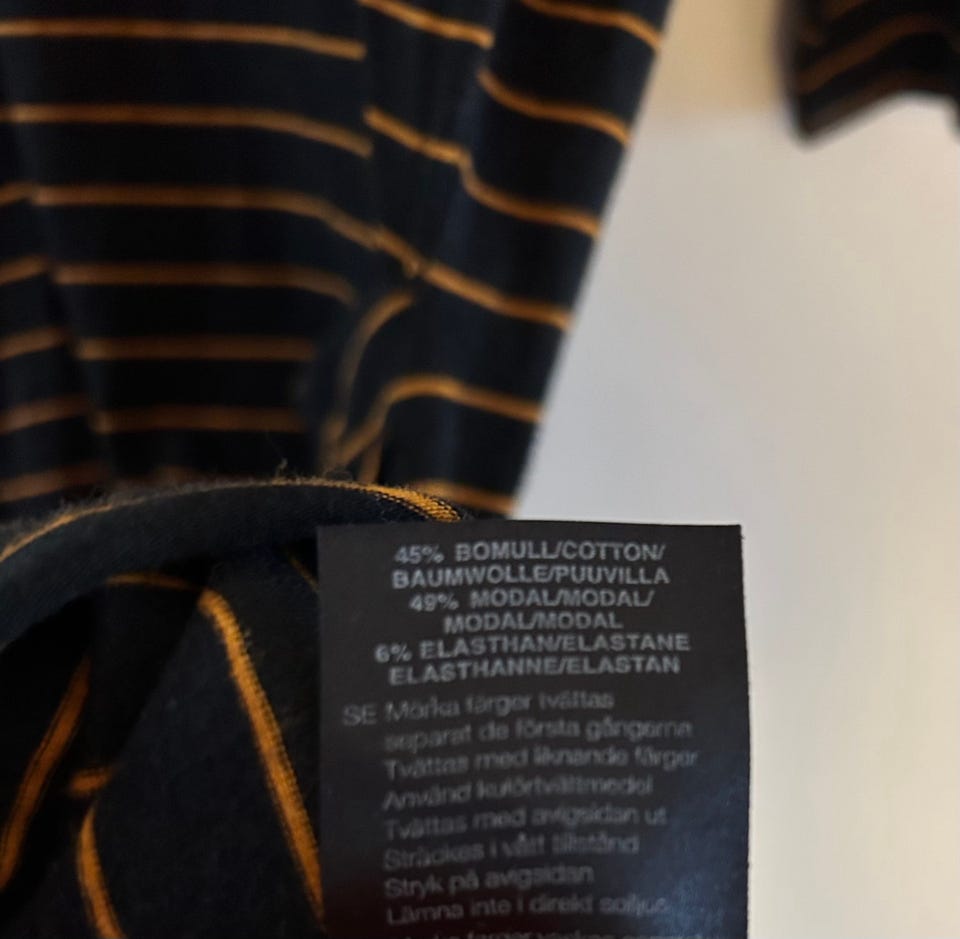 45% BOMULL/COTTON/
BAUMWOLLE/PUUVILLA
49% MODAL/MODAL/
MODAL/MODAL
6% ELASTHAN/ELASTANE
ELASTHANNE/ELASTAN
SE Mörka färger tvättas
separat de första gångerna
Tvättas med liknande färger
Använd kulörtvättmedel
Tvättas med avigsidan ut
Sträckes i vått tillstånd
Stryk på avigsidan
Lämna inte i direkt solljus